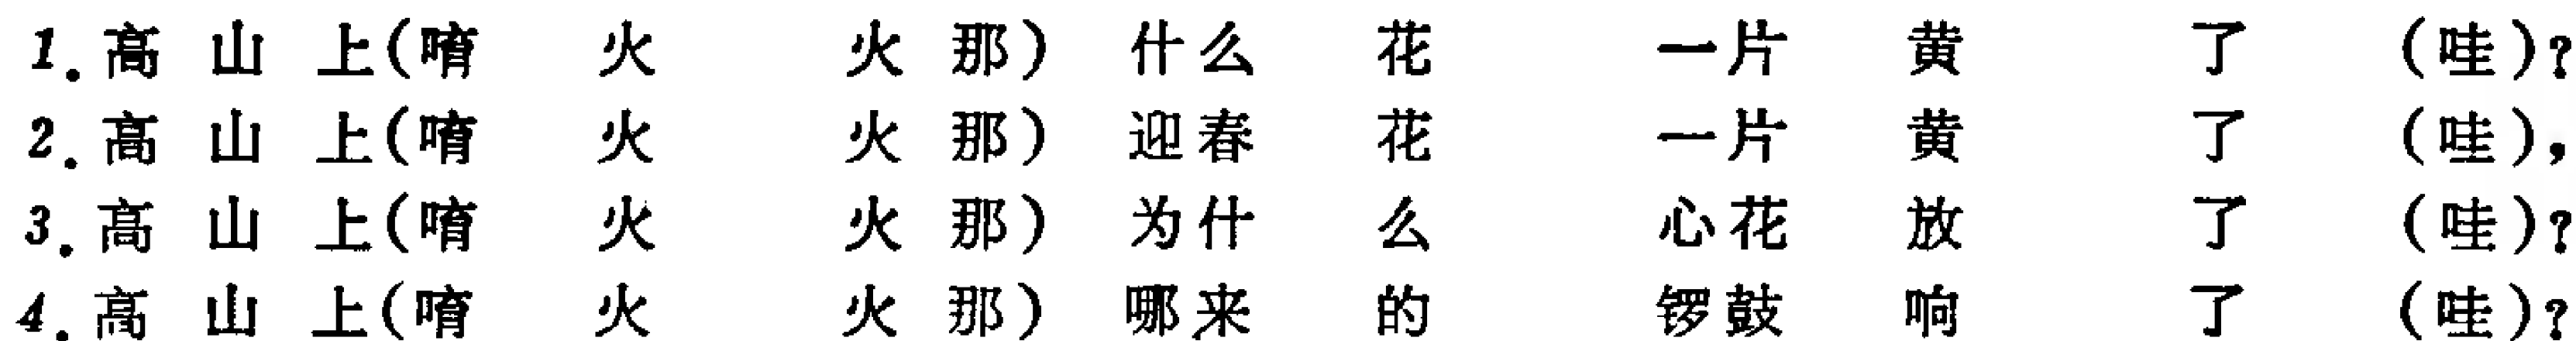 1.高山上(唷火火那)什么花一片黄了(哇)?
2.高山上(唷火火那)迎春花一片黄了(哇),
3.高山上(唷火火那)为什么心花放了(哇)?
4.高山上(唷火火那)哪来的锣鼓响了(哇)?